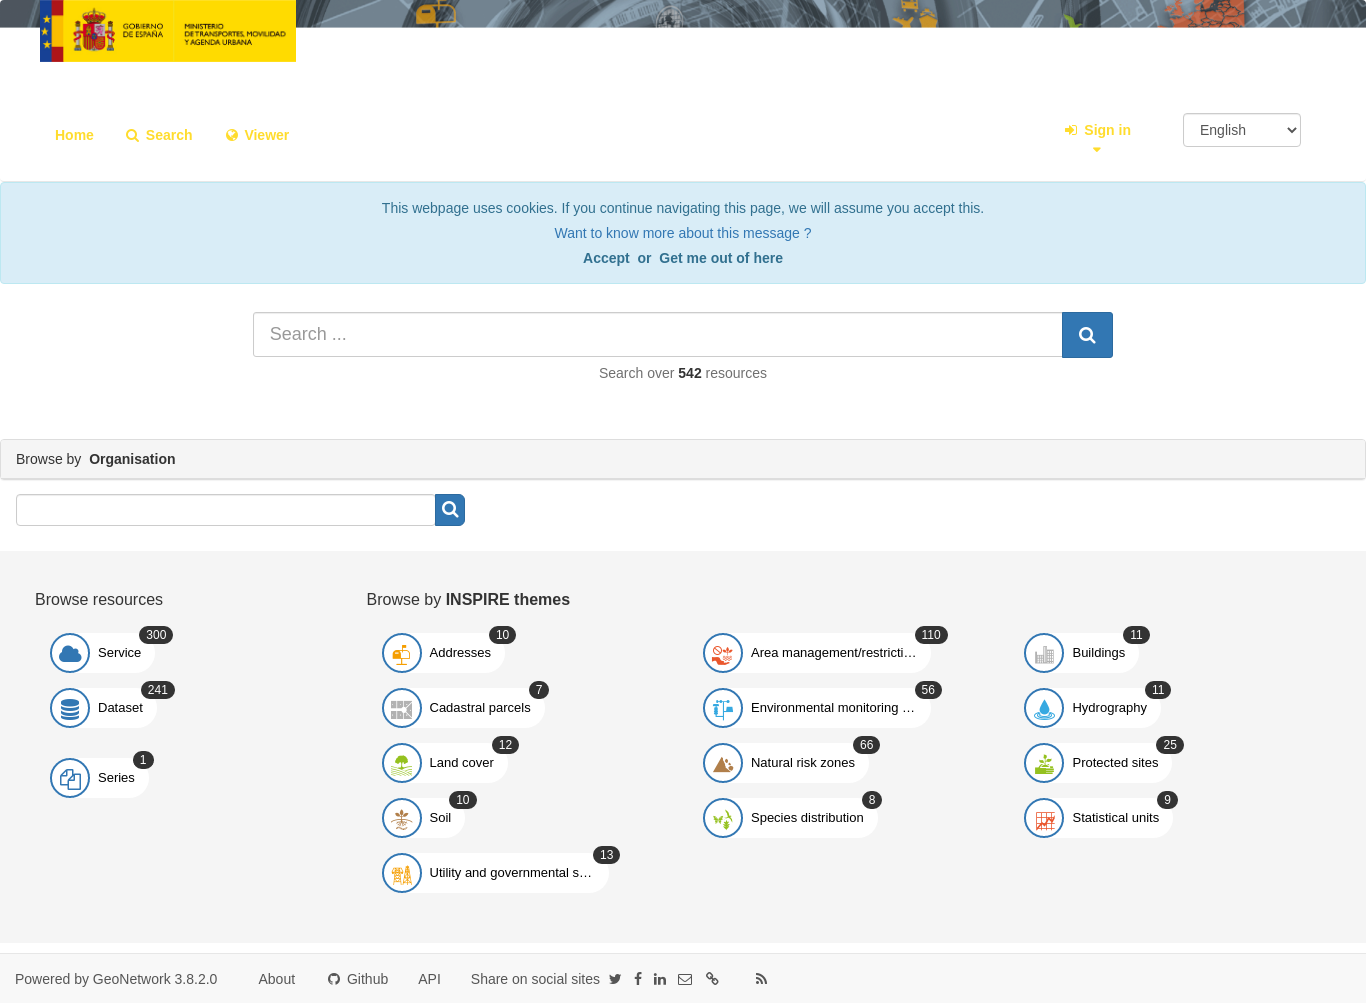 GOBIERNO DE ESPAÑA
MINISTERIO DE TRANSPORTES, MOVILIDAD Y AGENDA URBANA
Home Search Viewer Sign in English
This webpage uses cookies. If you continue navigating this page, we will assume you accept this.
Want to know more about this message ?
Accept or Get me out of here
Search ...
Search over 542 resources
Browse by Organisation
Browse resources
Service 300
Dataset 241
Series 1
Browse by INSPIRE themes
Addresses 10
Area management/restricti… 110
Buildings 11
Cadastral parcels 7
Environmental monitoring … 56
Hydrography 11
Land cover 12
Natural risk zones 66
Protected sites 25
Soil 10
Species distribution 8
Statistical units 9
Utility and governmental s… 13
Powered by GeoNetwork 3.8.2.0 About Github API Share on social sites